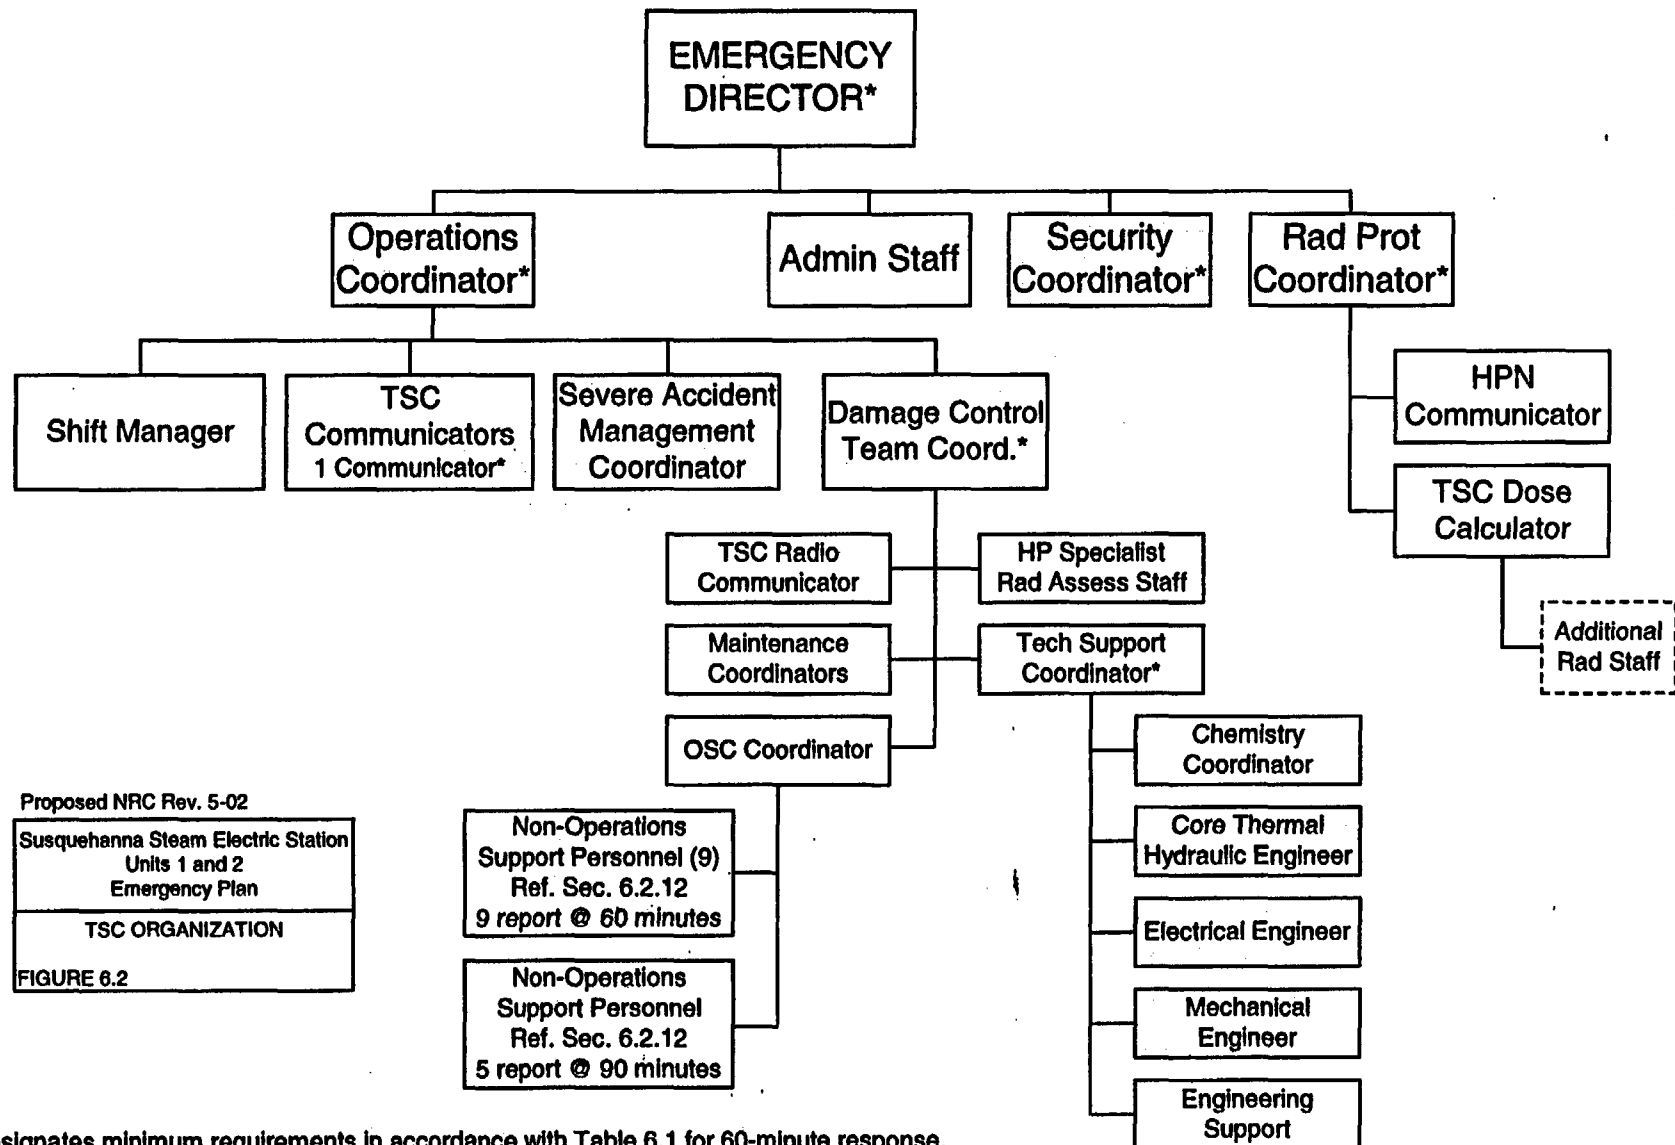 EMERGENCY
DIRECTOR*
Operations
Coordinator*
Admin Staff
Security
Coordinator*
Rad Prot
Coordinator*
Shift Manager
TSC
Communicators
1 Communicator*
Severe Accident
Management
Coordinator
Damage Control
Team Coord.*
HPN
Communicator
TSC Dose
Calculator
Additional
Rad Staff
TSC Radio
Communicator
HP Specialist
Rad Assess Staff
Maintenance
Coordinators
Tech Support
Coordinator*
OSC Coordinator
Chemistry
Coordinator
Core Thermal
Hydraulic Engineer
Electrical Engineer
Mechanical
Engineer
Engineering
Support
Non-Operations
Support Personnel (9)
Ref. Sec. 6.2.12
9 report @ 60 minutes
Non-Operations
Support Personnel
Ref. Sec. 6.2.12
5 report @ 90 minutes
Proposed NRC Rev. 5-02
Susquehanna Steam Electric Station
Units 1 and 2
Emergency Plan
TSC ORGANIZATION
FIGURE 6.2
signates minimum requirements in accordance with Table 6.1 for 60-minute response